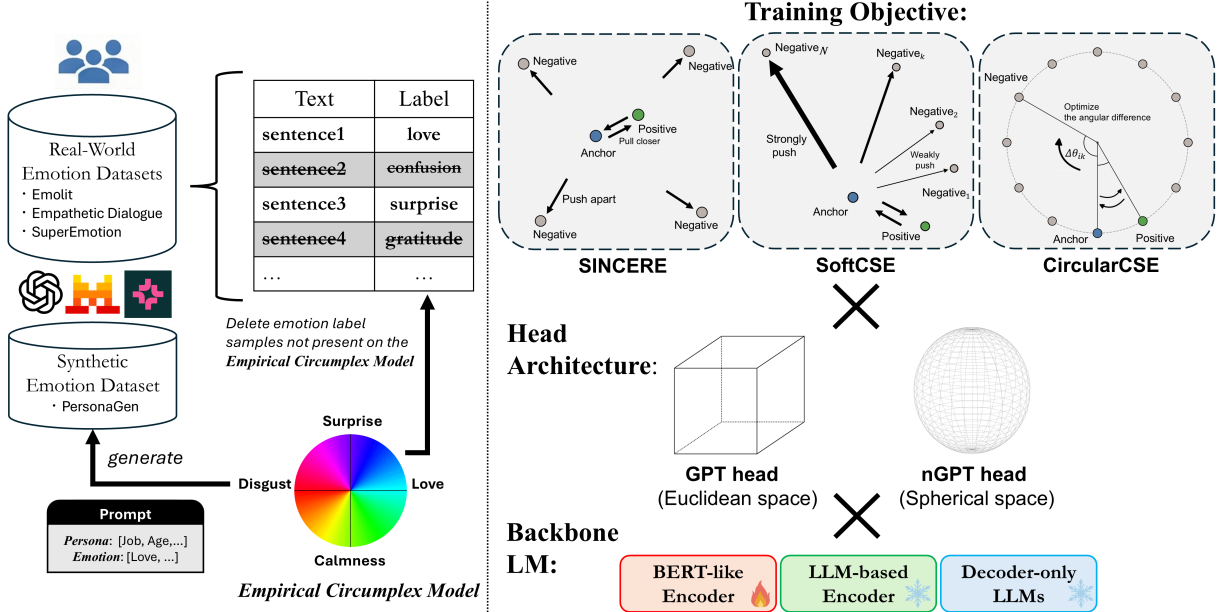 Real-World
Emotion Datasets
· Emolit
· Empathetic Dialogue
· SuperEmotion
Synthetic
Emotion Dataset
· PersonaGen
generate
Prompt
Persona: [Job, Age,...]
Emotion: [Love, ...]
Text Label
sentence1 love
sentence2 confusion
sentence3 surprise
sentence4 gratitude
... ...
Delete emotion label
samples not present on the
Empirical Circumplex Model
Surprise
Disgust
Love
Calmness
Empirical Circumplex Model
Training Objective:
Negative
Negative
Positive
Pull closer
Anchor
Push apart
Negative
Negative
SINCERE
Negative_N
Negative_k
Negative_2
Strongly
push
Weakly
push
Negative_1
Anchor
Positive
SoftCSE
Negative
Optimize
the angular difference
Δθ_ik
Anchor
Positive
CircularCSE
Head
Architecture:
GPT head
(Euclidean space)
nGPT head
(Spherical space)
Backbone
LM:
BERT-like
Encoder
LLM-based
Encoder
Decoder-only
LLMs